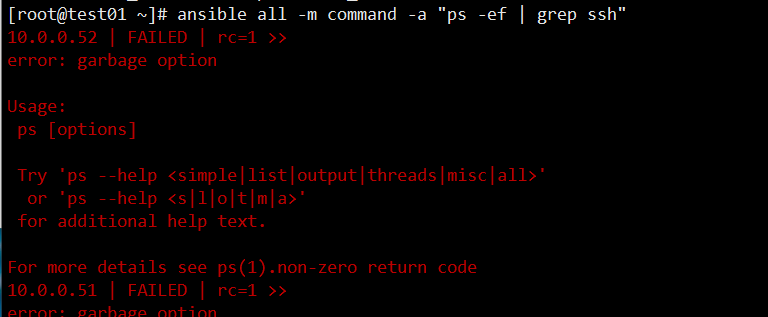 [root@test01 ~]# ansible all -m command -a "ps -ef | grep ssh"
10.0.0.52 | FAILED | rc=1 >>
error: garbage option

Usage:
 ps [options]

 Try 'ps --help <simple|list|output|threads|misc|all>'
  or 'ps --help <s|l|o|t|m|a>'
 for additional help text.

For more details see ps(1).non-zero return code
10.0.0.51 | FAILED | rc=1 >>
error: garbage option